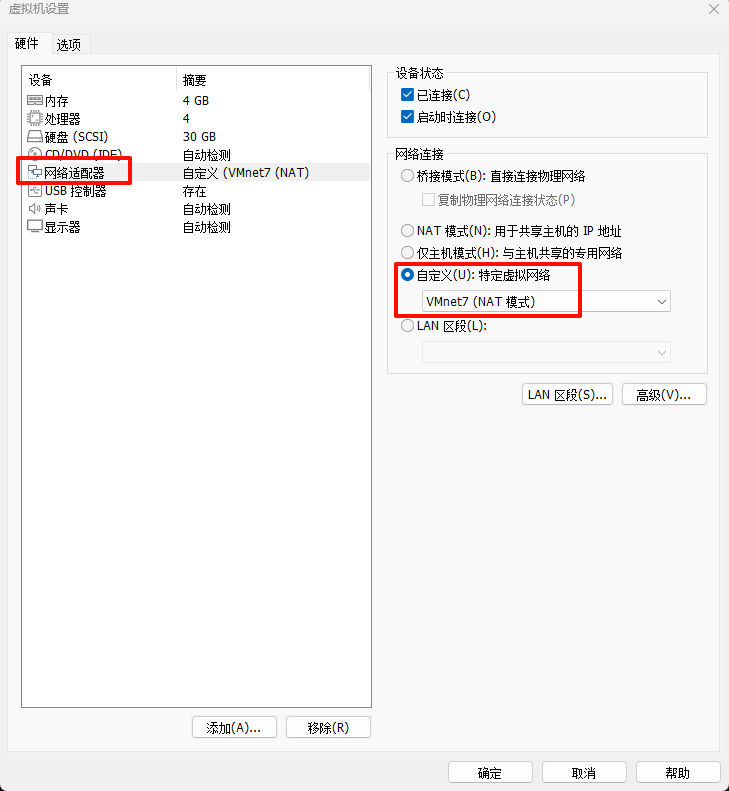 虚拟机设置
硬件 选项
设备 摘要
内存 4 GB
处理器 4
硬盘 (SCSI) 30 GB
CD/DVD (IDE) 自动检测
网络适配器 自定义 (VMnet7 (NAT)
USB 控制器 存在
声卡 自动检测
显示器 自动检测
添加(A)... 移除(R)
设备状态
已连接(C)
启动时连接(O)
网络连接
桥接模式(B): 直接连接物理网络
复制物理网络连接状态(P)
NAT 模式(N): 用于共享主机的 IP 地址
仅主机模式(H): 与主机共享的专用网络
自定义(U): 特定虚拟网络
VMnet7 (NAT 模式)
LAN 区段(L):
LAN 区段(S)... 高级(V)...
确定 取消 帮助